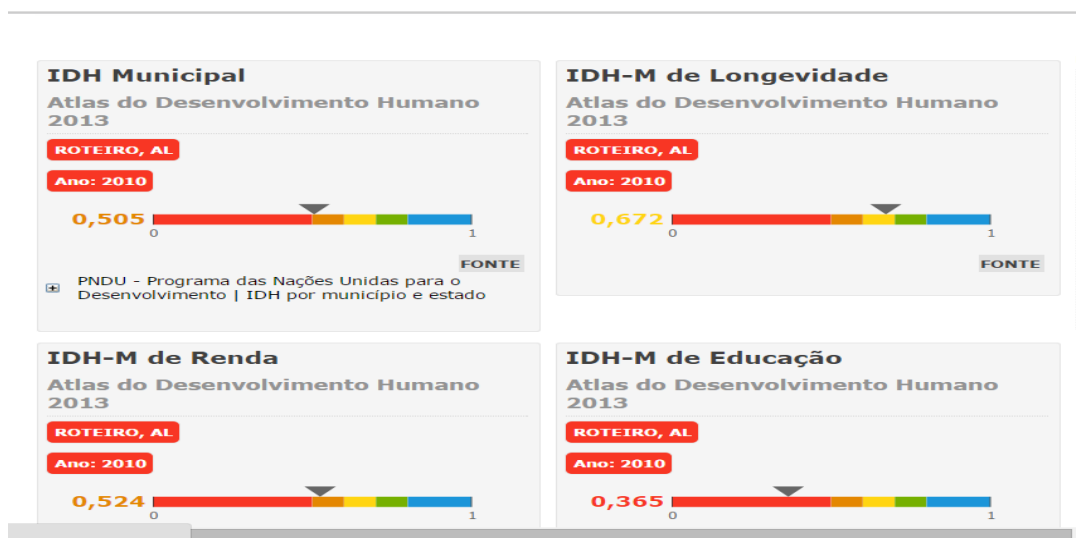 IDH Municipal
Atlas do Desenvolvimento Humano
2013
ROTEIRO, AL
Ano: 2010
0,505
0
1
FONTE
PNDU - Programa das Nações Unidas para o
Desenvolvimento | IDH por município e estado
IDH-M de Longevidade
Atlas do Desenvolvimento Humano
2013
ROTEIRO, AL
Ano: 2010
0,672
0
1
FONTE
IDH-M de Renda
Atlas do Desenvolvimento Humano
2013
ROTEIRO, AL
Ano: 2010
0,524
0
1
IDH-M de Educação
Atlas do Desenvolvimento Humano
2013
ROTEIRO, AL
Ano: 2010
0,365
0
1